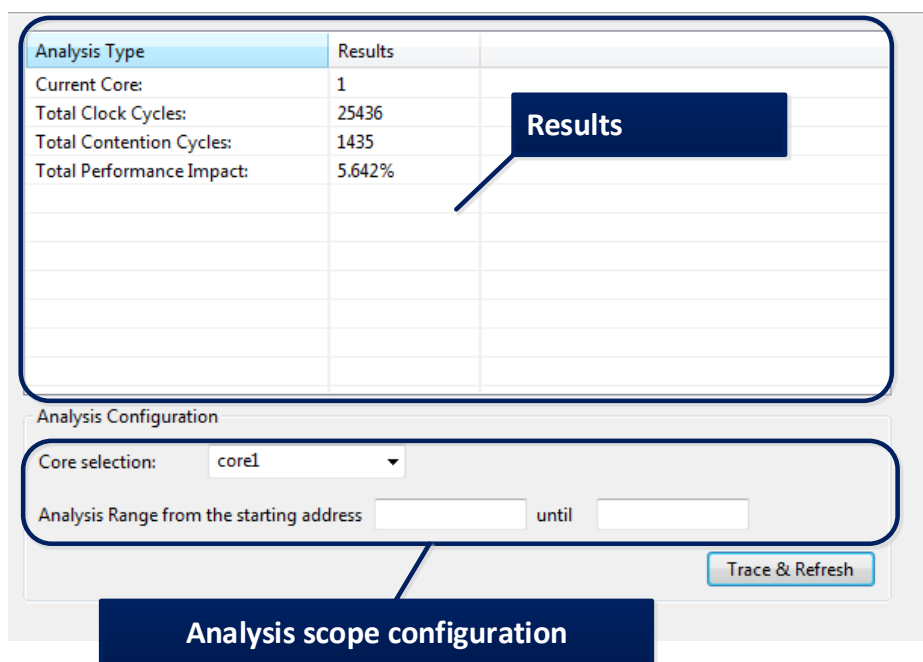 Analysis Type Results
Current Core: 1
Total Clock Cycles: 25436
Total Contention Cycles: 1435
Total Performance Impact: 5.642%
Results
Analysis Configuration
Core selection: core1
Analysis Range from the starting address until
Trace & Refresh
Analysis scope configuration